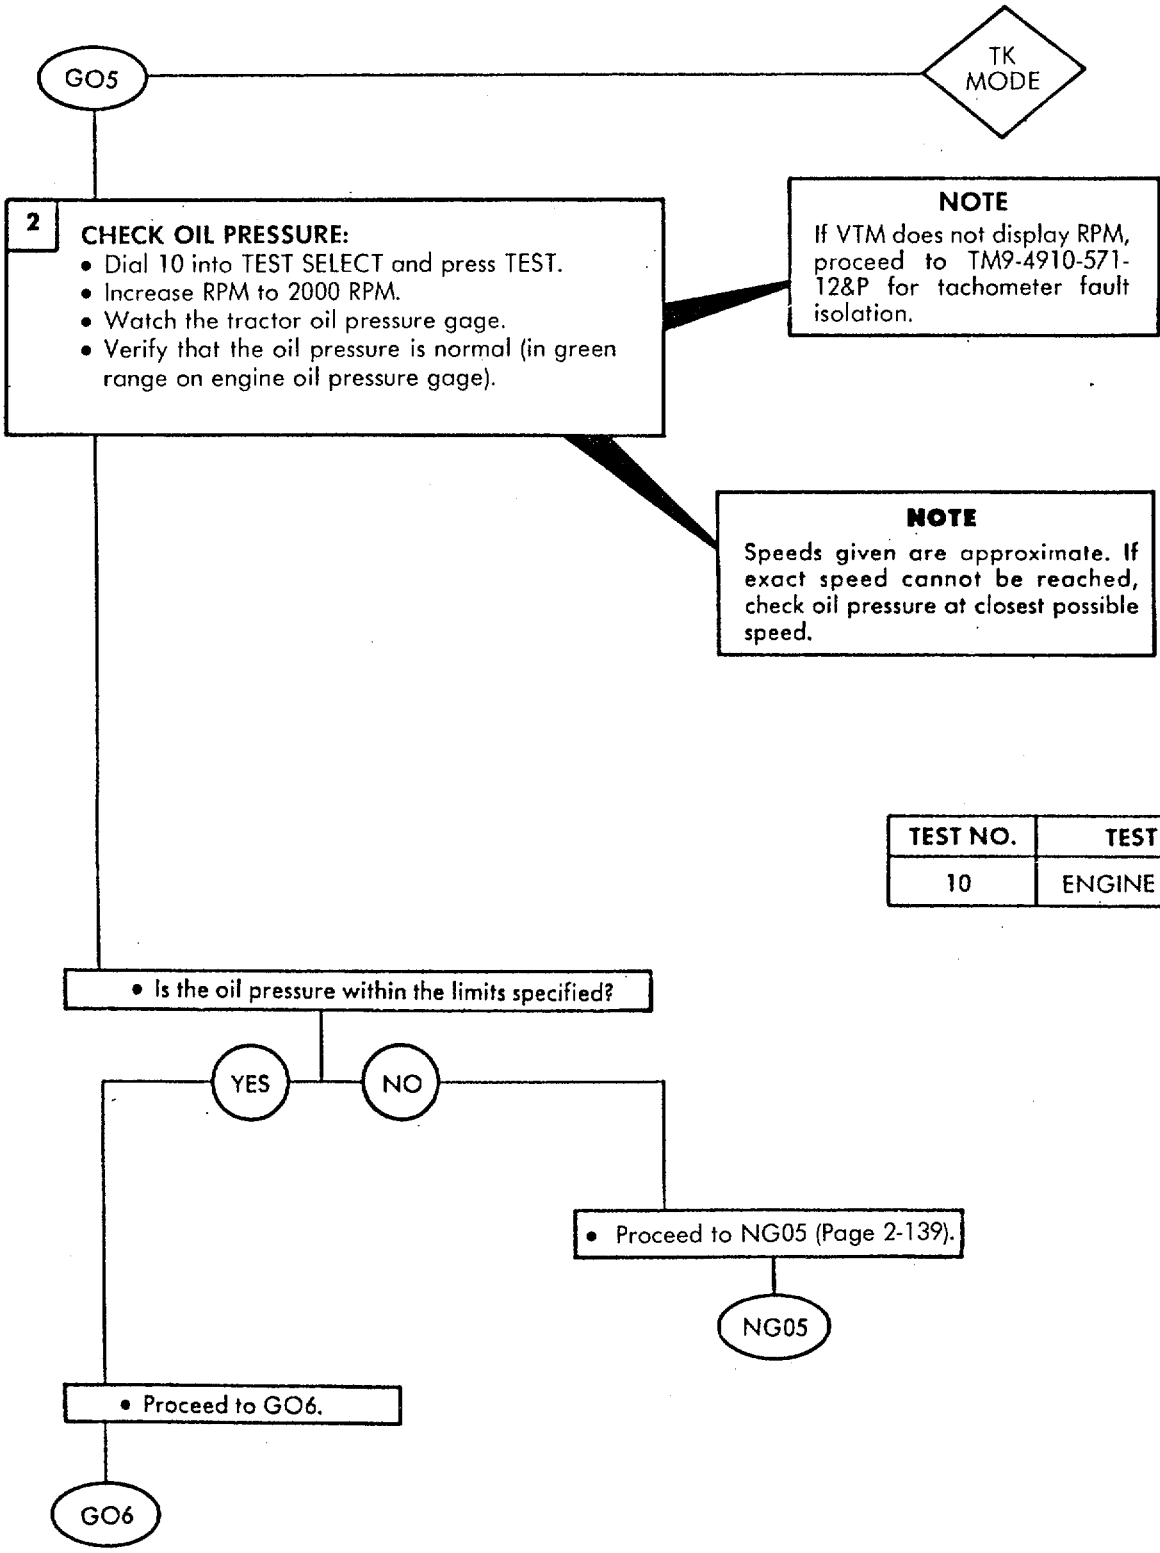 GO5
TK
MODE
2
CHECK OIL PRESSURE:
• Dial 10 into TEST SELECT and press TEST.
• Increase RPM to 2000 RPM.
• Watch the tractor oil pressure gage.
• Verify that the oil pressure is normal (in green
range on engine oil pressure gage).
NOTE
If VTM does not display RPM,
proceed to TM9-4910-571-
12&P for tachometer fault
isolation.
NOTE
Speeds given are approximate. If
exact speed cannot be reached,
check oil pressure at closest possible
speed.
TEST NO. TEST
10 ENGINE
• Is the oil pressure within the limits specified?
YES NO
• Proceed to NG05 (Page 2-139).
NG05
• Proceed to GO6.
GO6